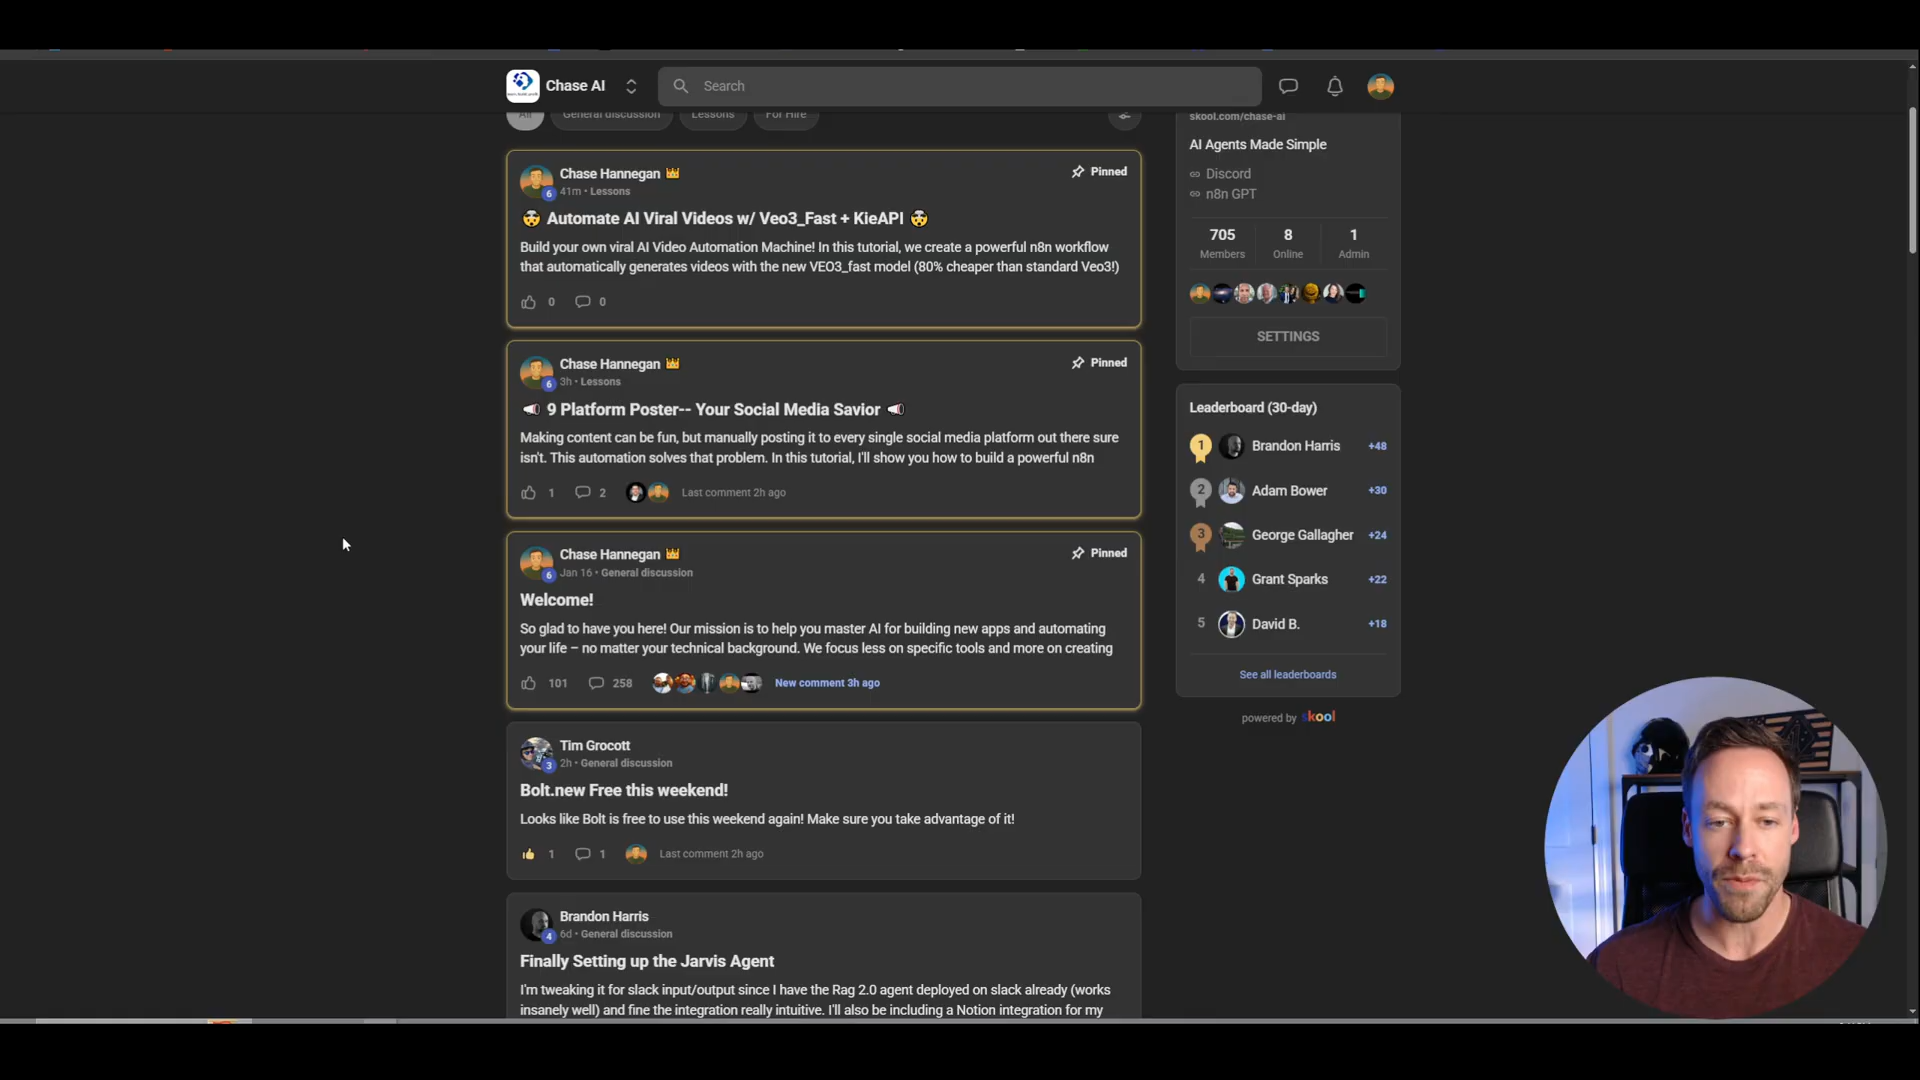 Chase AI
Search
All
General discussion
Lessons
For Hire
Chase Hannegan
Pinned
6
41m • Lessons
Automate AI Viral Videos w/ Veo3_Fast + KieAPI
Build your own viral AI Video Automation Machine! In this tutorial, we create a powerful n8n workflow
that automatically generates videos with the new VEO3_fast model (80% cheaper than standard Veo3!)
0
0
Chase Hannegan
Pinned
6
3h • Lessons
9 Platform Poster-- Your Social Media Savior
Making content can be fun, but manually posting it to every single social media platform out there sure
isn't. This automation solves that problem. In this tutorial, I'll show you how to build a powerful n8n
1
2
Last comment 2h ago
Chase Hannegan
Pinned
6
Jan 16 • General discussion
Welcome!
So glad to have you here! Our mission is to help you master AI for building new apps and automating
your life – no matter your technical background. We focus less on specific tools and more on creating
101
258
New comment 3h ago
Tim Grocott
3
2h • General discussion
Bolt.new Free this weekend!
Looks like Bolt is free to use this weekend again! Make sure you take advantage of it!
1
1
Last comment 2h ago
Brandon Harris
4
6d • General discussion
Finally Setting up the Jarvis Agent
I'm tweaking it for slack input/output since I have the Rag 2.0 agent deployed on slack already (works
insanely well) and fine the integration really intuitive. I'll also be including a Notion integration for my
skool.com/chase-ai
AI Agents Made Simple
Discord
n8n GPT
705
8
1
Members
Online
Admin
SETTINGS
Leaderboard (30-day)
1 Brandon Harris +48
2 Adam Bower +30
3 George Gallagher +24
4 Grant Sparks +22
5 David B. +18
See all leaderboards
powered by skool